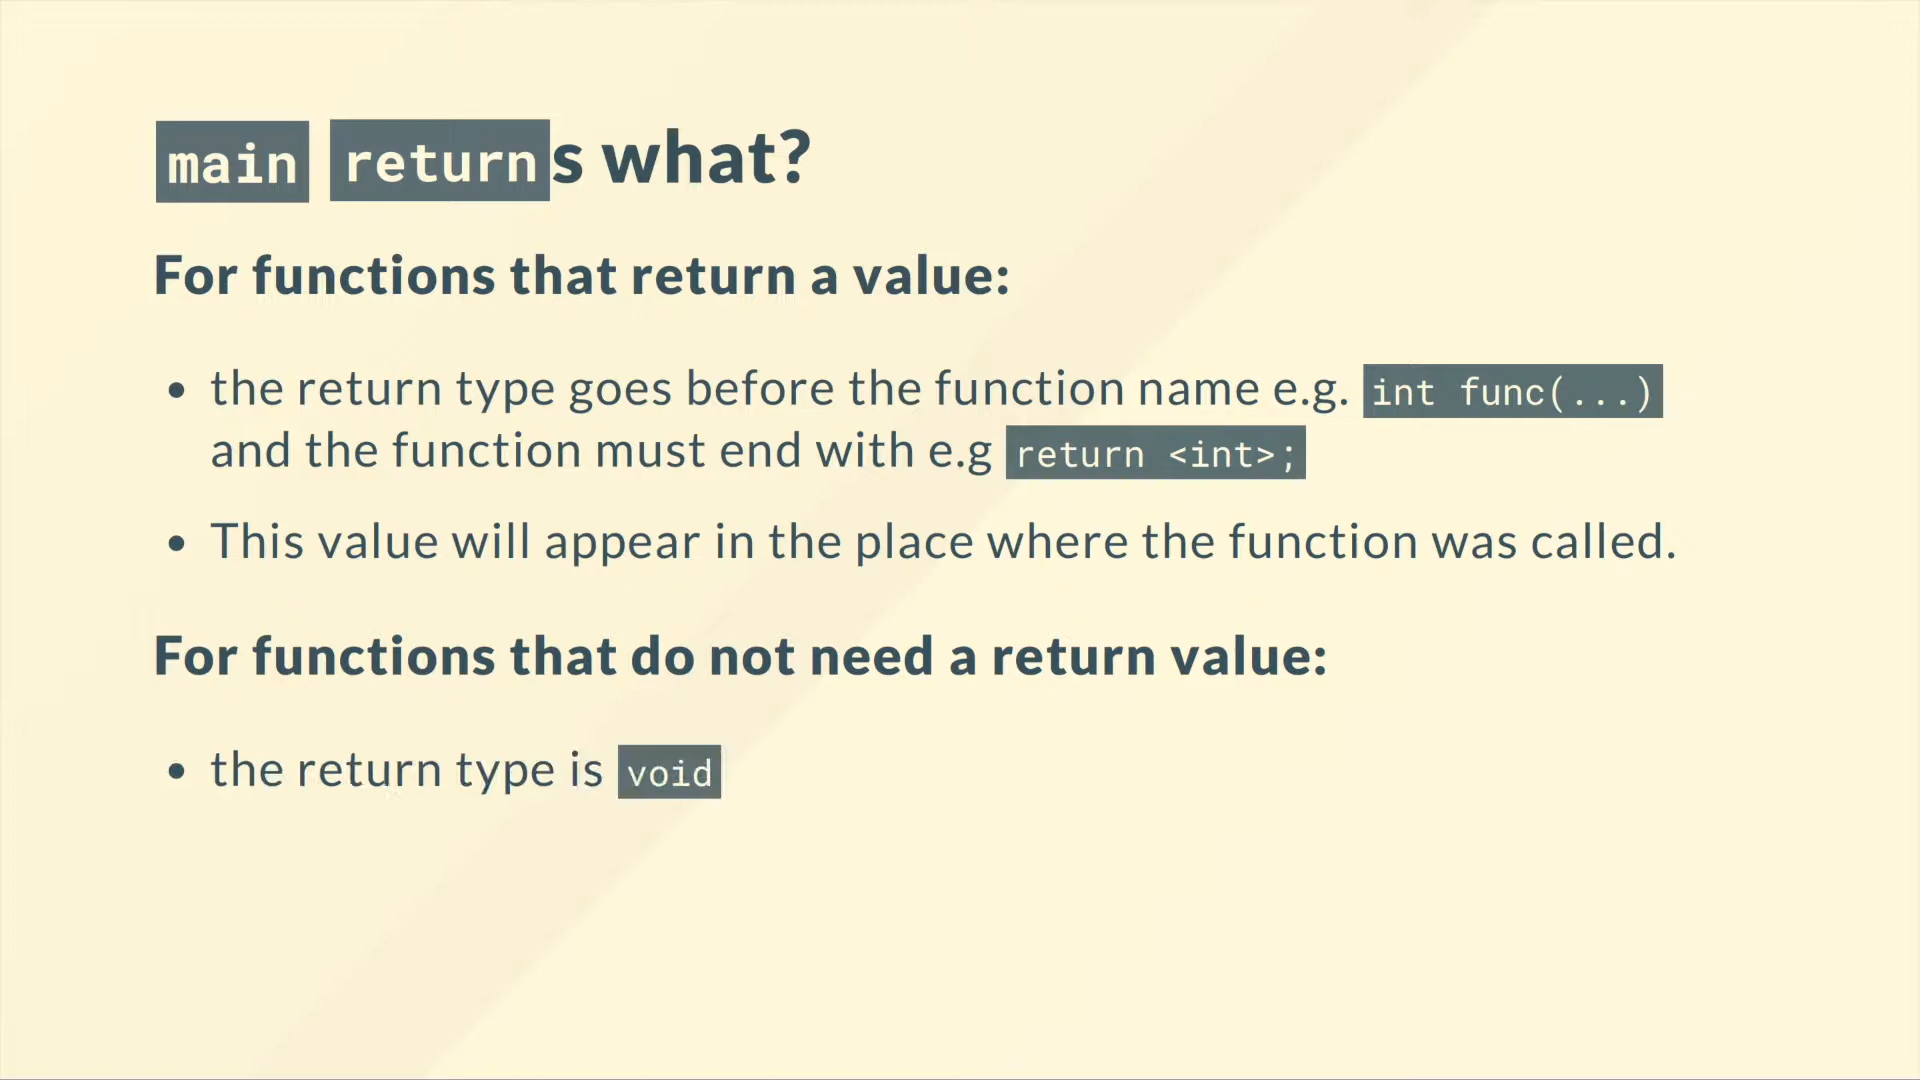 main returns what?
For functions that return a value:
• the return type goes before the function name e.g. int func(...)
and the function must end with e.g return <int>;
• This value will appear in the place where the function was called.
For functions that do not need a return value:
• the return type is void